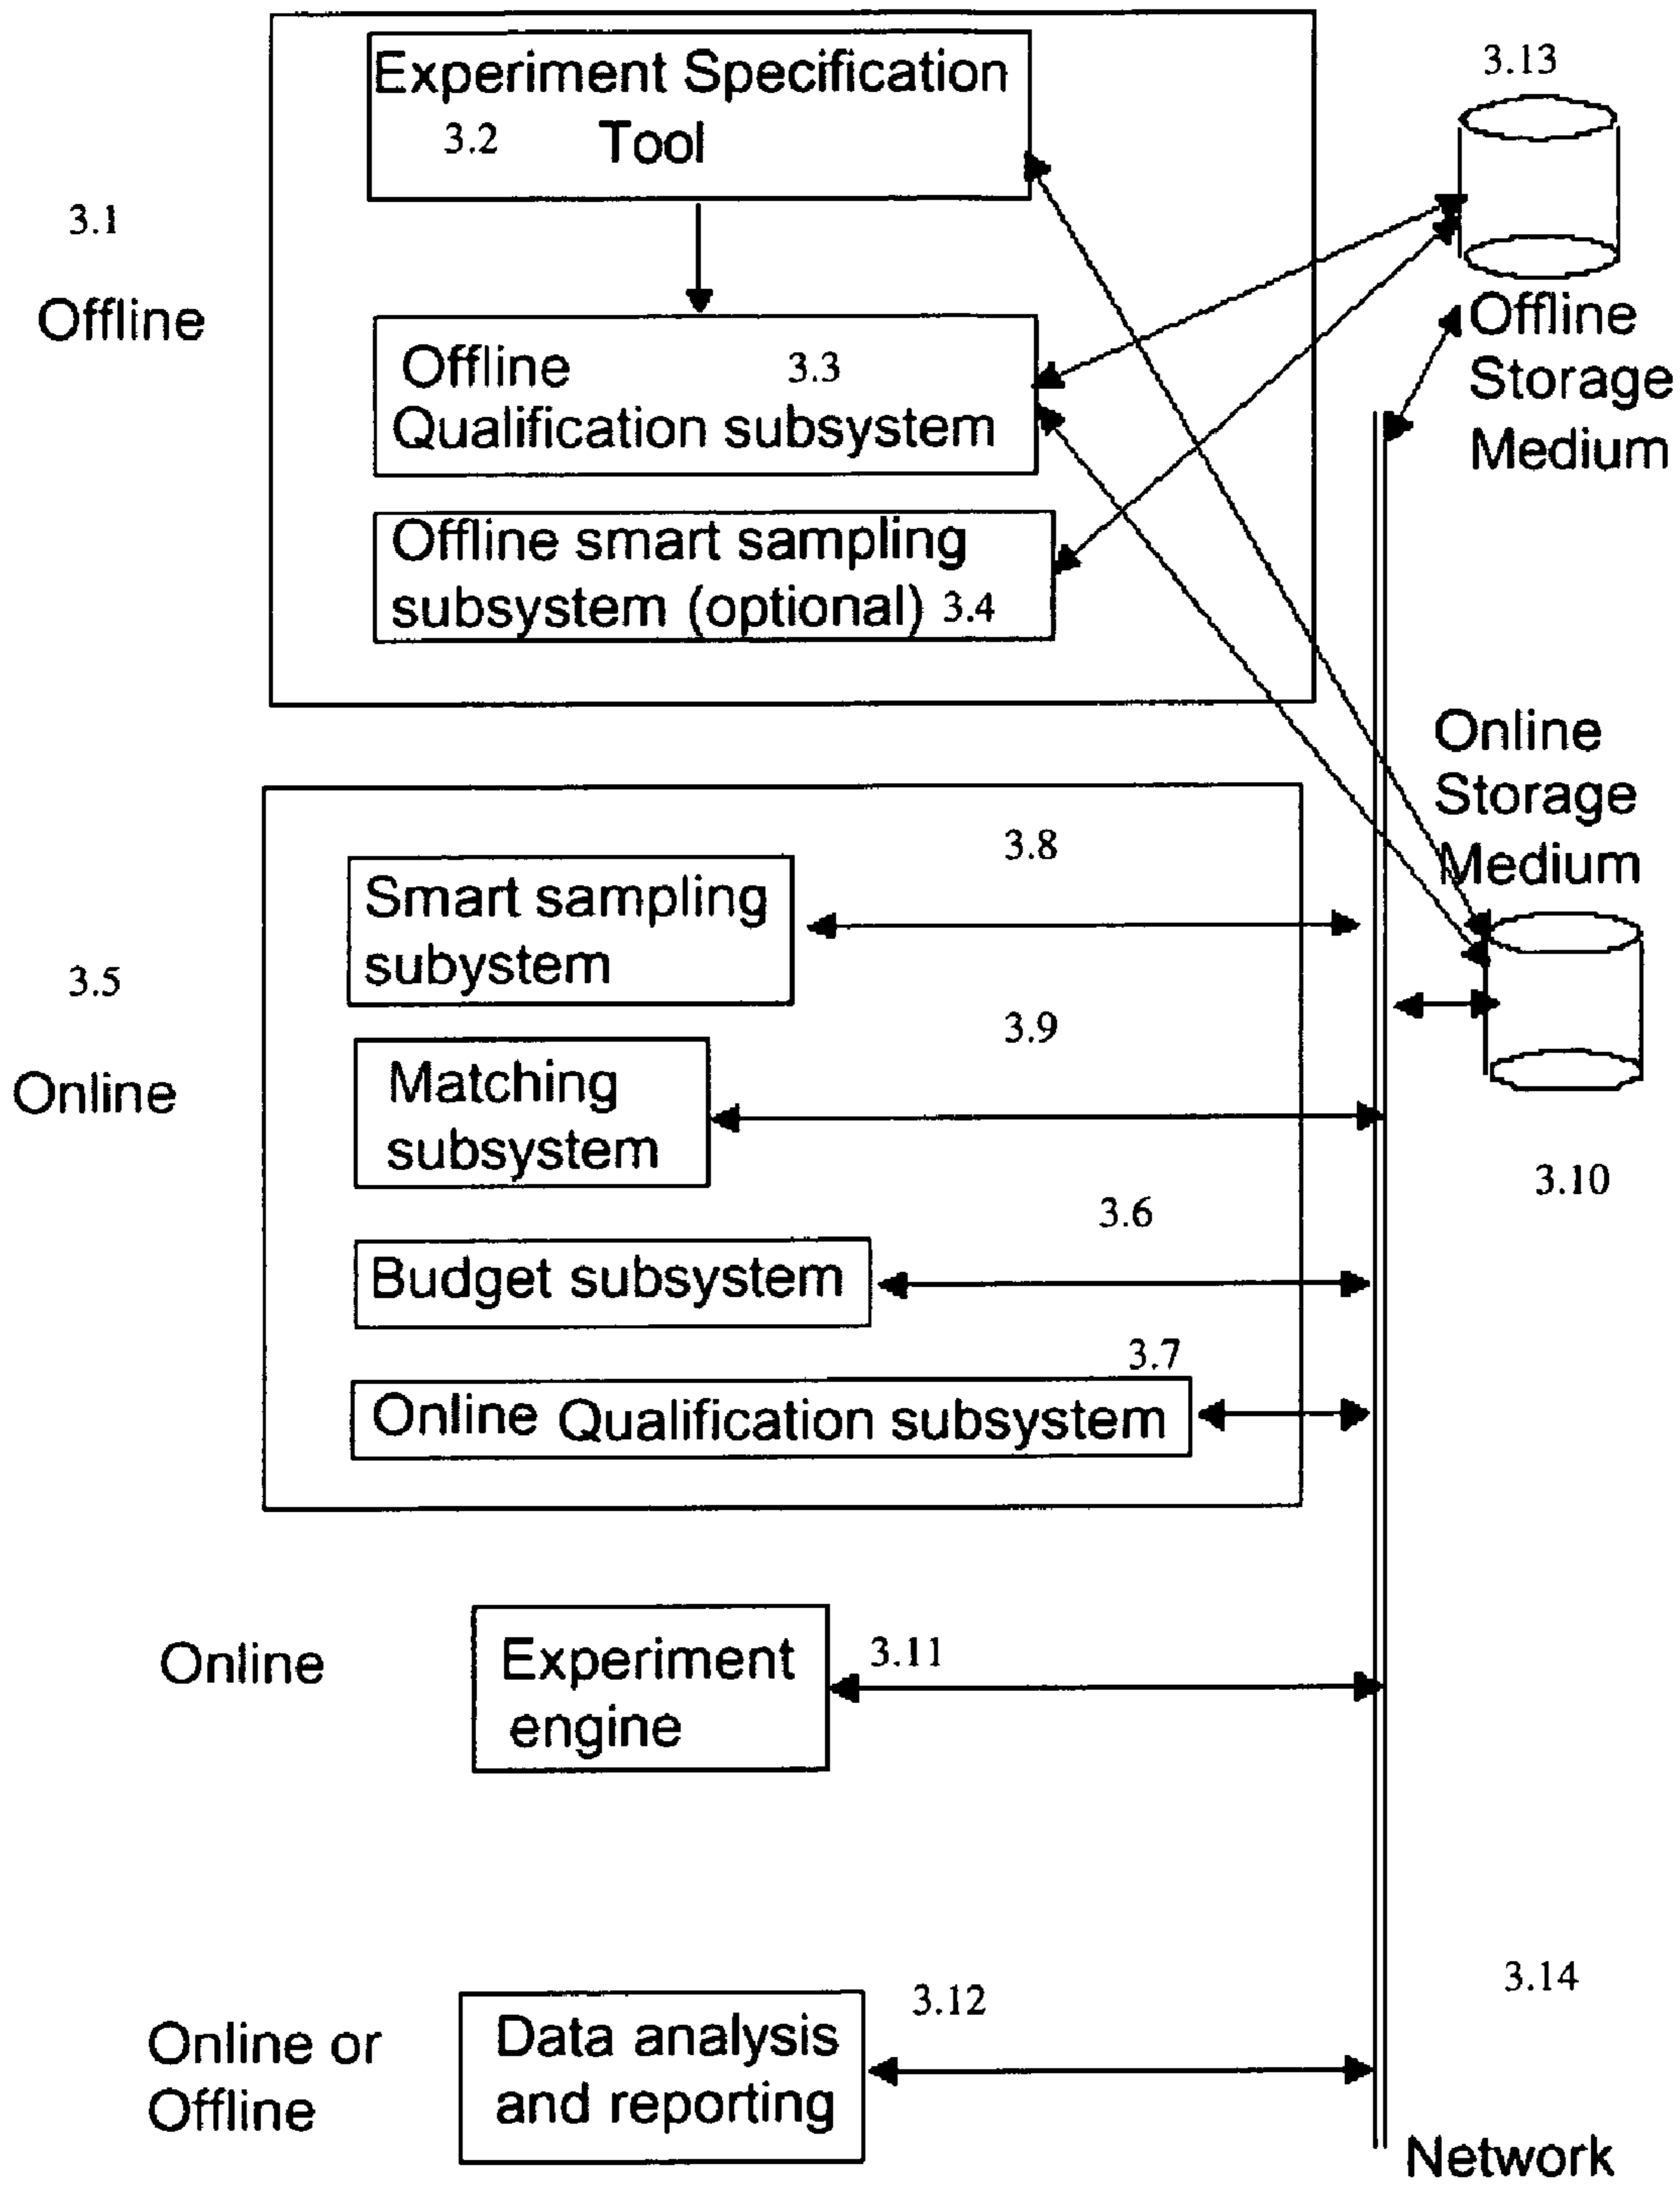 Experiment Specification
3.2 Tool
3.13
3.1
Offline
Offline 3.3
Qualification subsystem
Offline
Storage
Medium
Offline smart sampling
subsystem (optional) 3.4
Online
Storage
Medium
3.8
Smart sampling
subystem
3.5
Online
3.9
Matching
subsystem
3.10
3.6
Budget subsystem
3.7
Online Qualification subsystem
Online
Experiment
engine
3.11
3.14
3.12
Online or
Offline
Data analysis
and reporting
Network